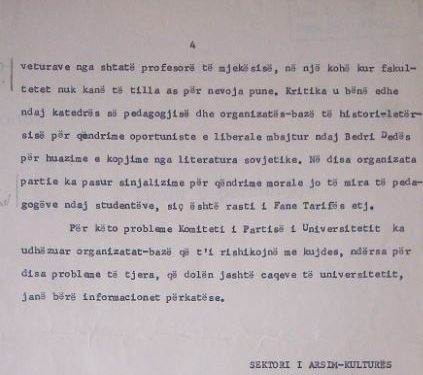 4
veturave nga shtatë profesorë të mjekësisë, në një kohë kur fakul-
tetet nuk kanë të tilla as për nevoja pune. Kritika u bënë edhe
ndaj katedrës së pedagogjisë dhe organizatës-bazë të histori-letër-
sisë për qëndrime oportuniste e liberale mbajtur ndaj Bedri Dedës
për huazime e kopjime nga literatura sovjetike. Në disa organizata
partie ka pasur sinjalizime për qëndrime morale jo të mira të peda-
gogëve ndaj studentëve, siç është rasti i Fane Tarifës etj.
Për këto probleme Komiteti i Partisë i Universitetit ka
udhëzuar organizatat-bazë që t'i rishikojnë me kujdes, ndërsa për
disa probleme të tjera, që dolën jashtë caqeve të universitetit,
janë bërë informacionet përkatëse.
SEKTORI I ARSIM-KULTURËS